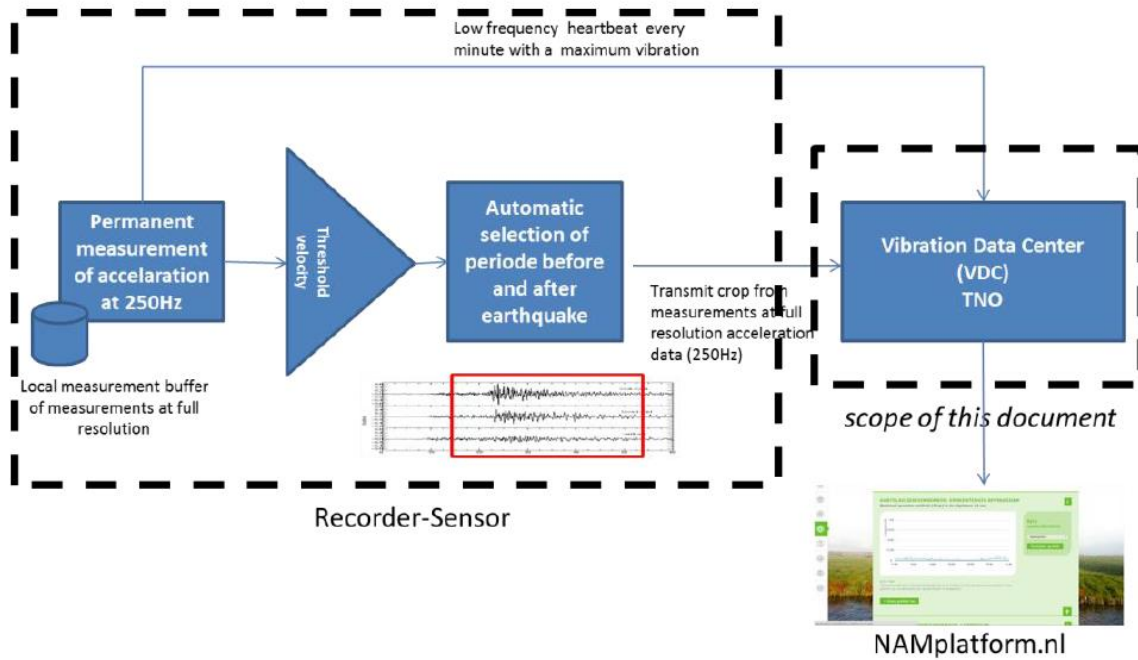 Low frequency heartbeat every
minute with a maximum vibration
Permanent
measurement
of accelaration
at 250Hz
Threshold
velocity
Automatic
selection of
periode before
and after
earthquake
Vibration Data Center
(VDC)
TNO
Transmit crop from
measurements at full
resolution acceleration
data (250Hz)
Local measurement buffer
of measurements at full
resolution
scope of this document
Recorder-Sensor
NAMplatform.nl